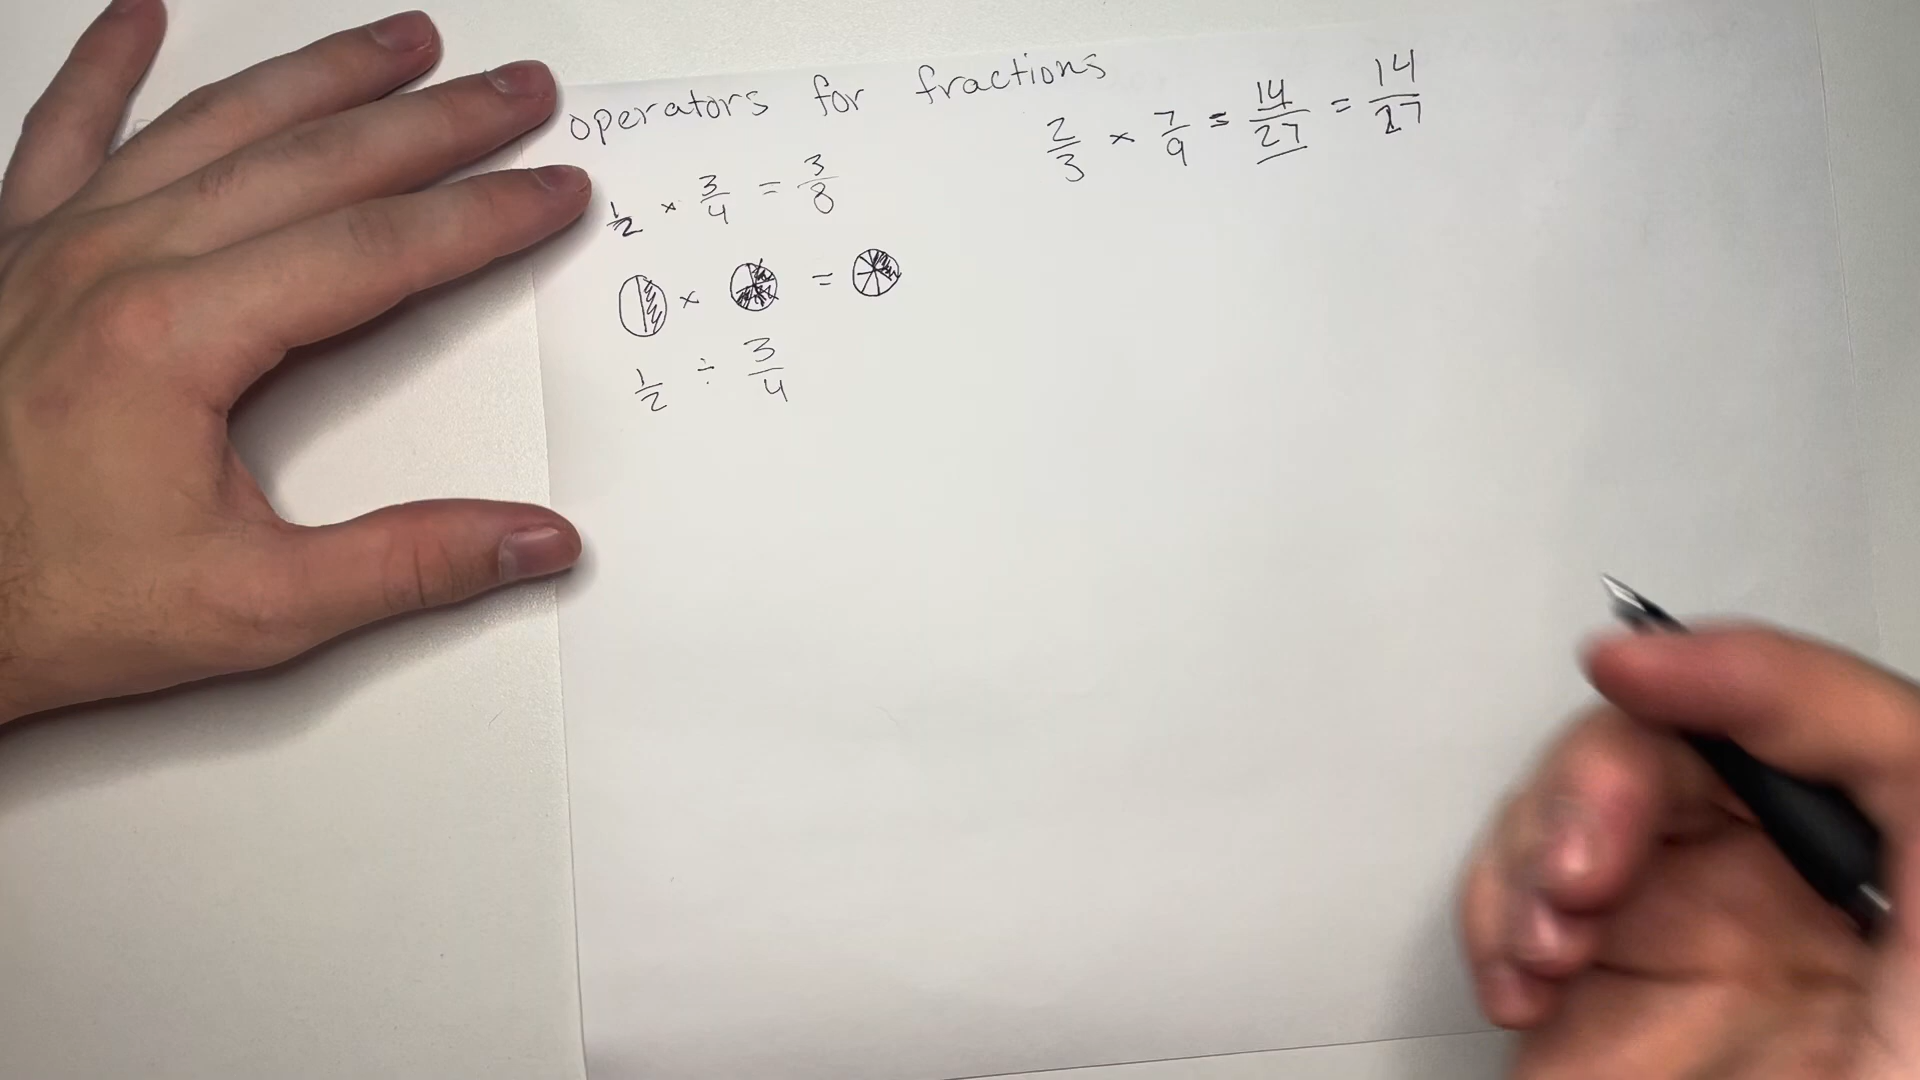 operators for fractions
1/2 × 3/4 = 3/8
× =
1/2 ÷ 3/4
2/3 × 7/9 = 14/27 = 14/27